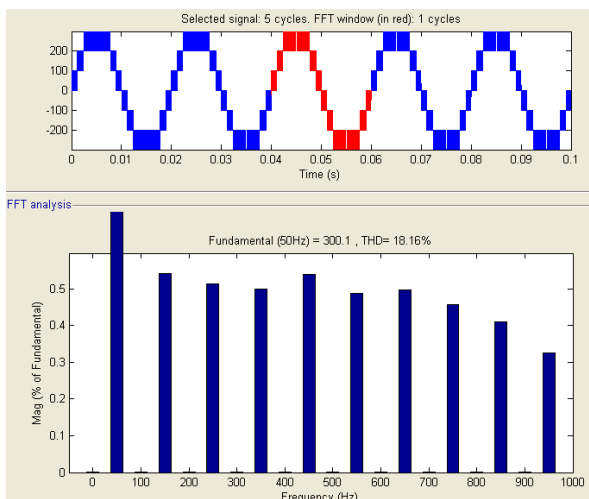 Selected signal: 5 cycles. FFT window (in red): 1 cycles
200
100
0
-100
-200
0 0.01 0.02 0.03 0.04 0.05 0.06 0.07 0.08 0.09 0.1
Time (s)
FFT analysis
Fundamental (50Hz) = 300.1 , THD= 18.16%
Mag (% of Fundamental)
0.5
0.4
0.3
0.2
0.1
0
0 100 200 300 400 500 600 700 800 900 1000
Frequency (Hz)